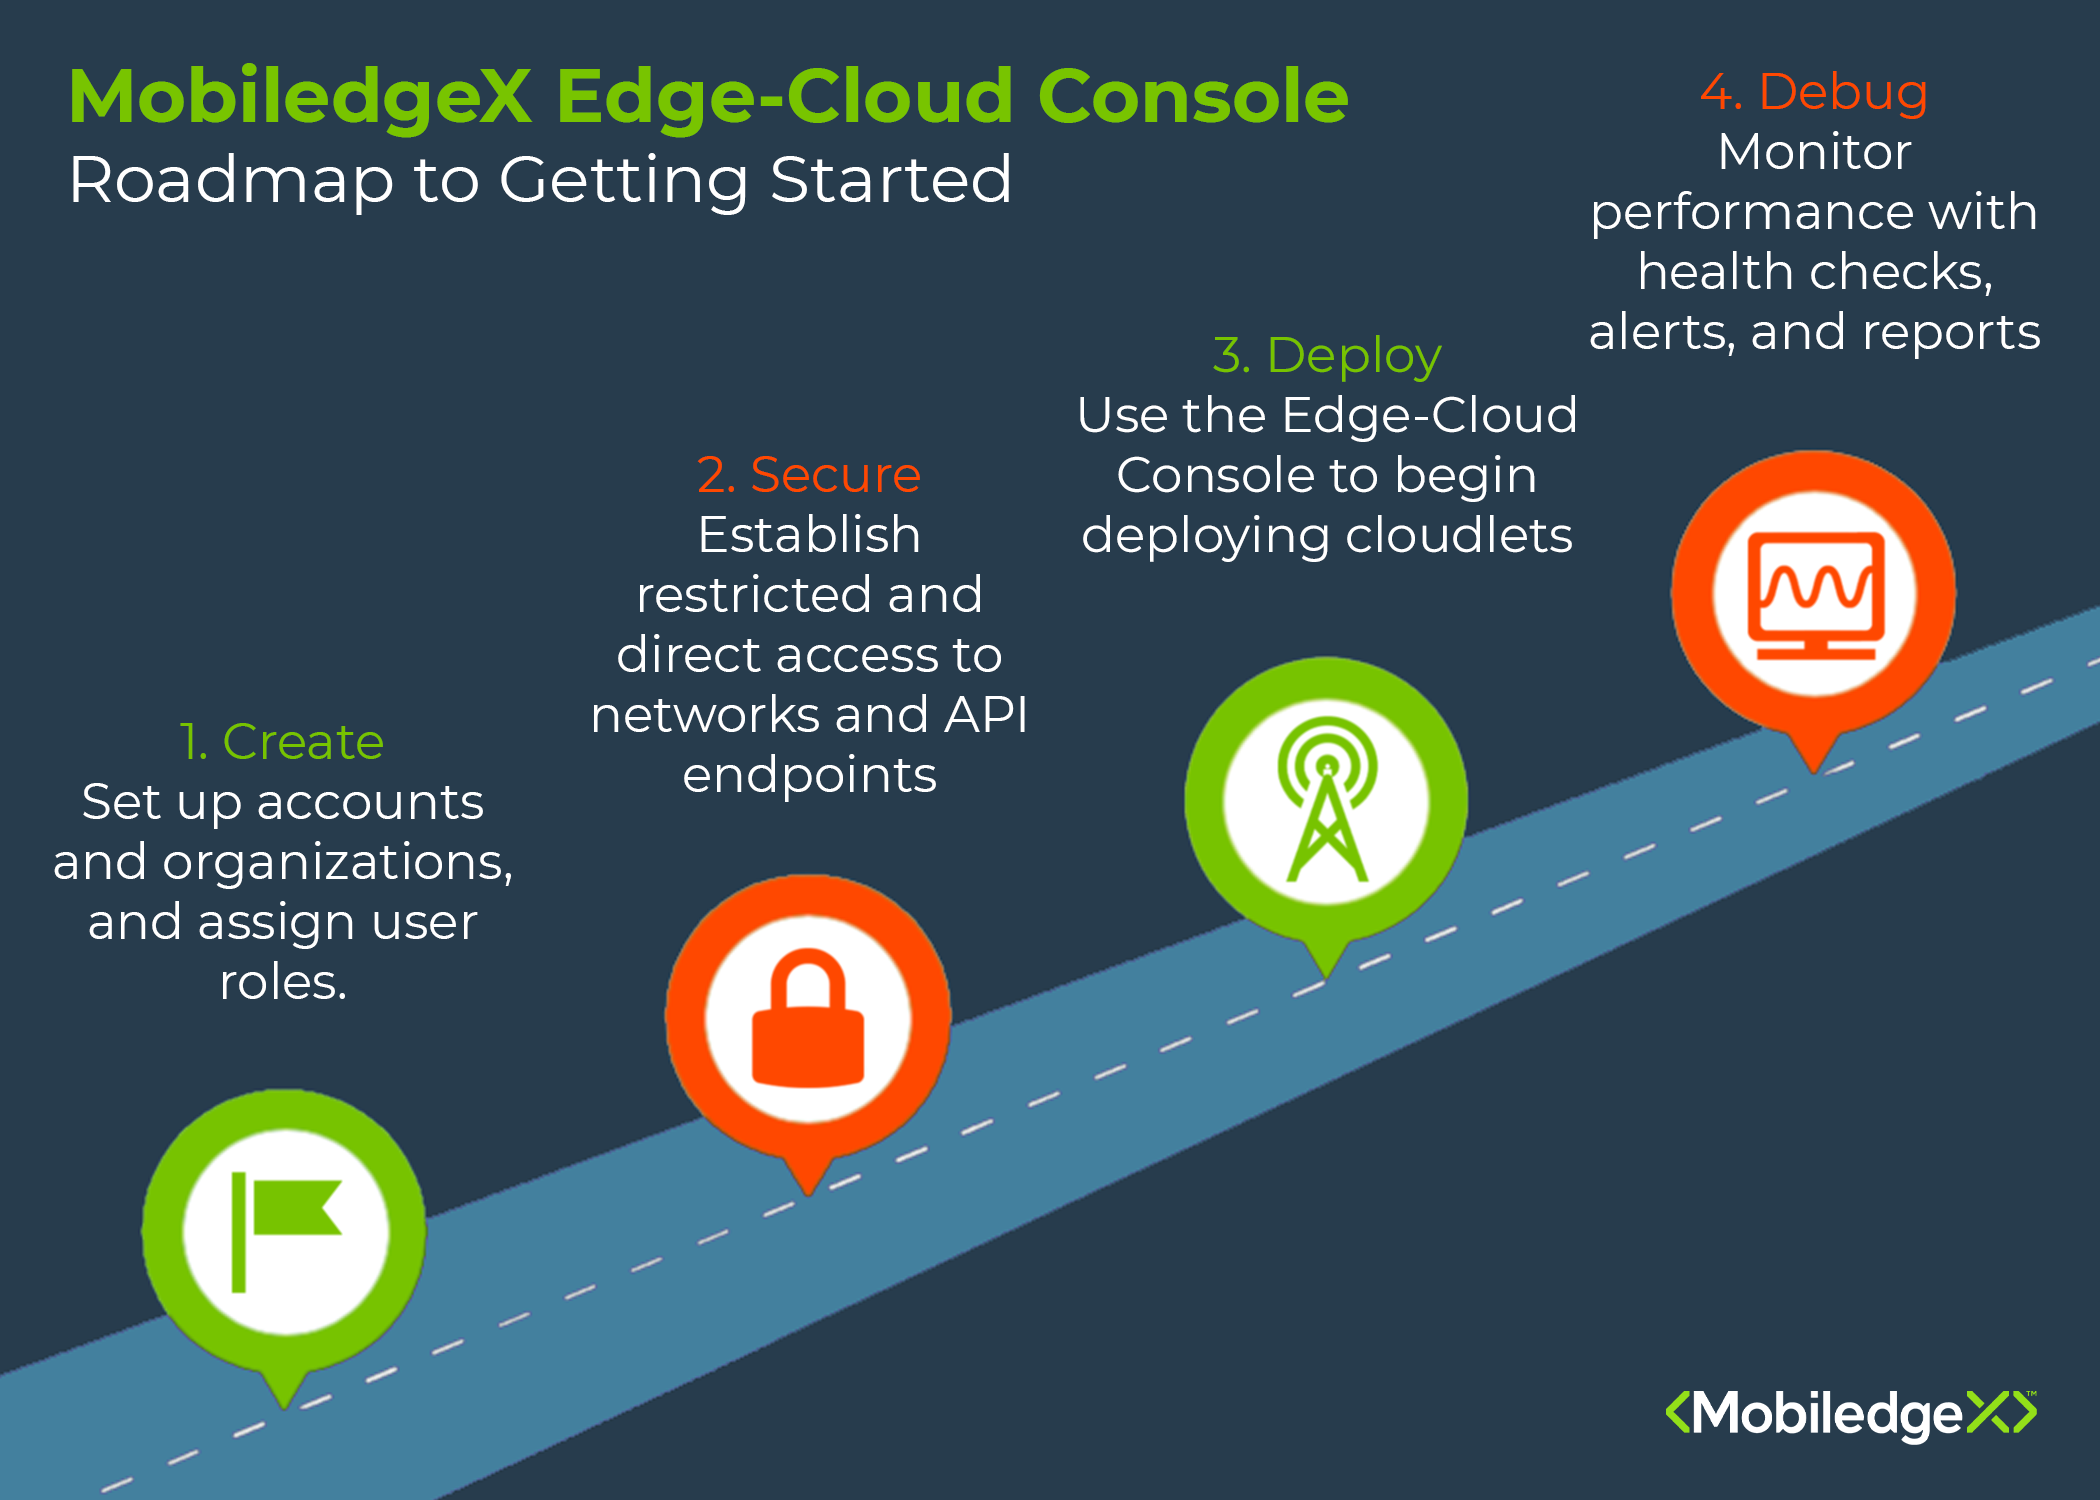 MobiledgeX Edge-Cloud Console
Roadmap to Getting Started
1. Create
Set up accounts
and organizations,
and assign user
roles.
2. Secure
Establish
restricted and
direct access to
networks and API
endpoints
3. Deploy
Use the Edge-Cloud
Console to begin
deploying cloudlets
4. Debug
Monitor
performance with
health checks,
alerts, and reports
MobiledgeX™